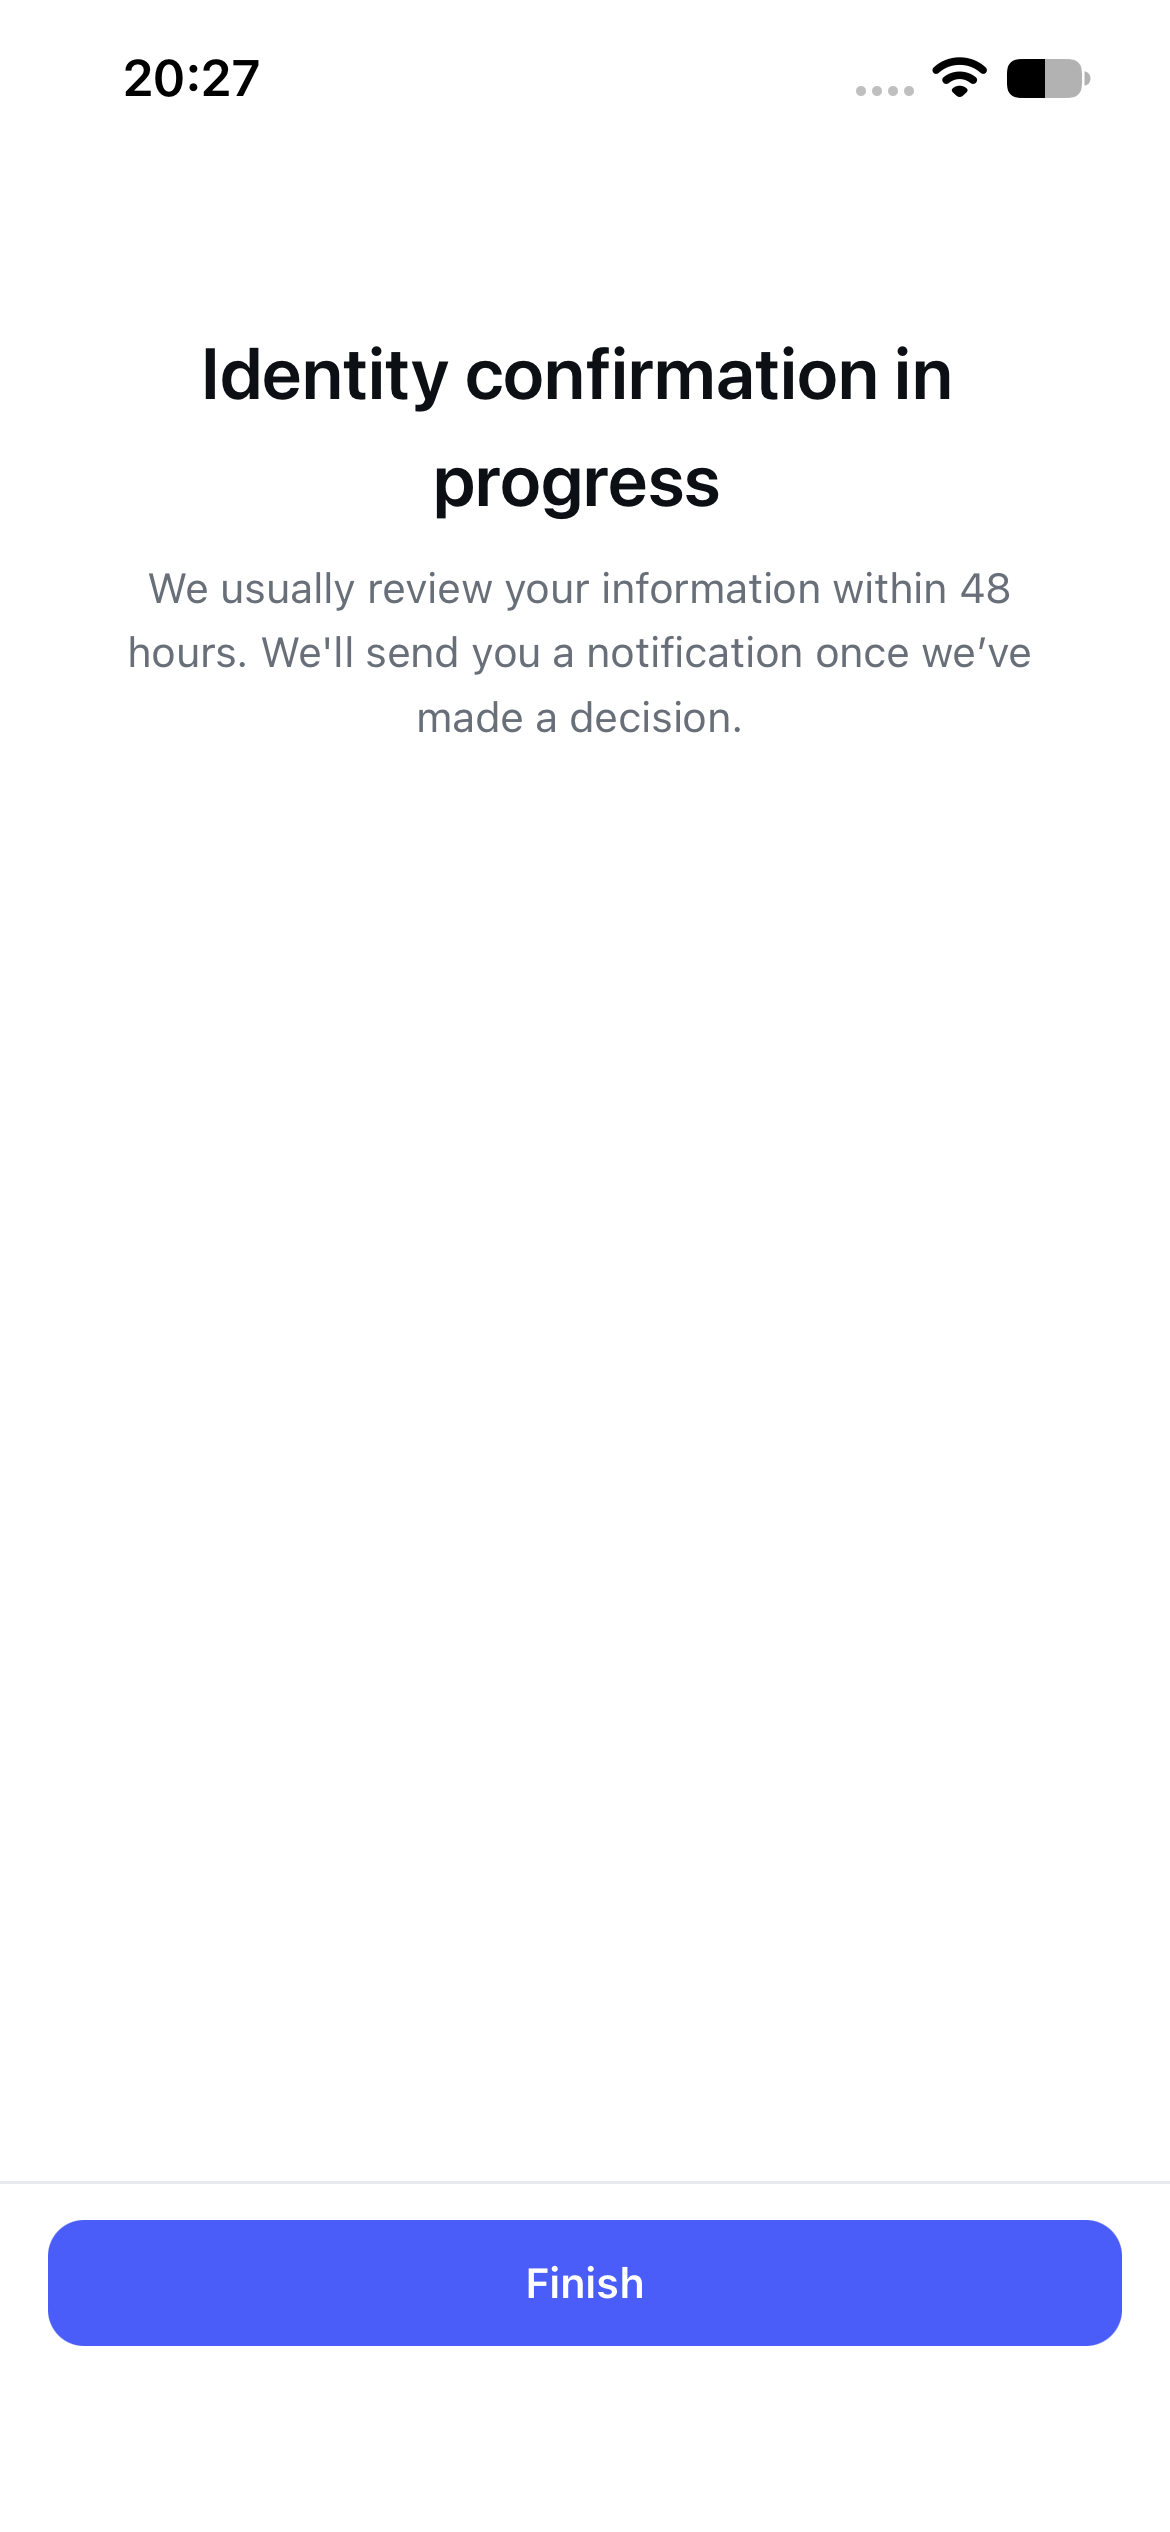 20:27
Identity confirmation in
progress
We usually review your information within 48
hours. We'll send you a notification once we’ve
made a decision.
Finish